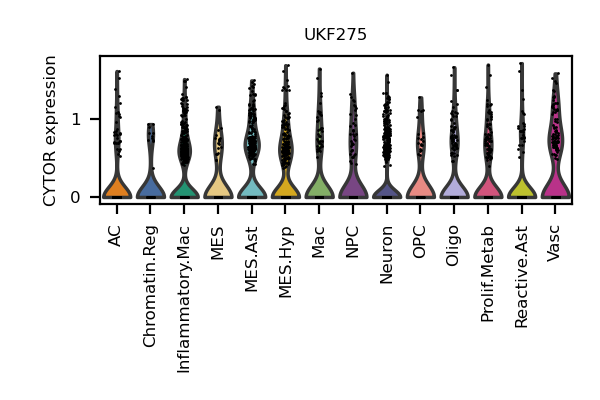 UKF275
CYTOR expression
1
0
AC
Chromatin.Reg
Inflammatory.Mac
MES
MES.Ast
MES.Hyp
Mac
NPC
Neuron
OPC
Oligo
Prolif.Metab
Reactive.Ast
Vasc